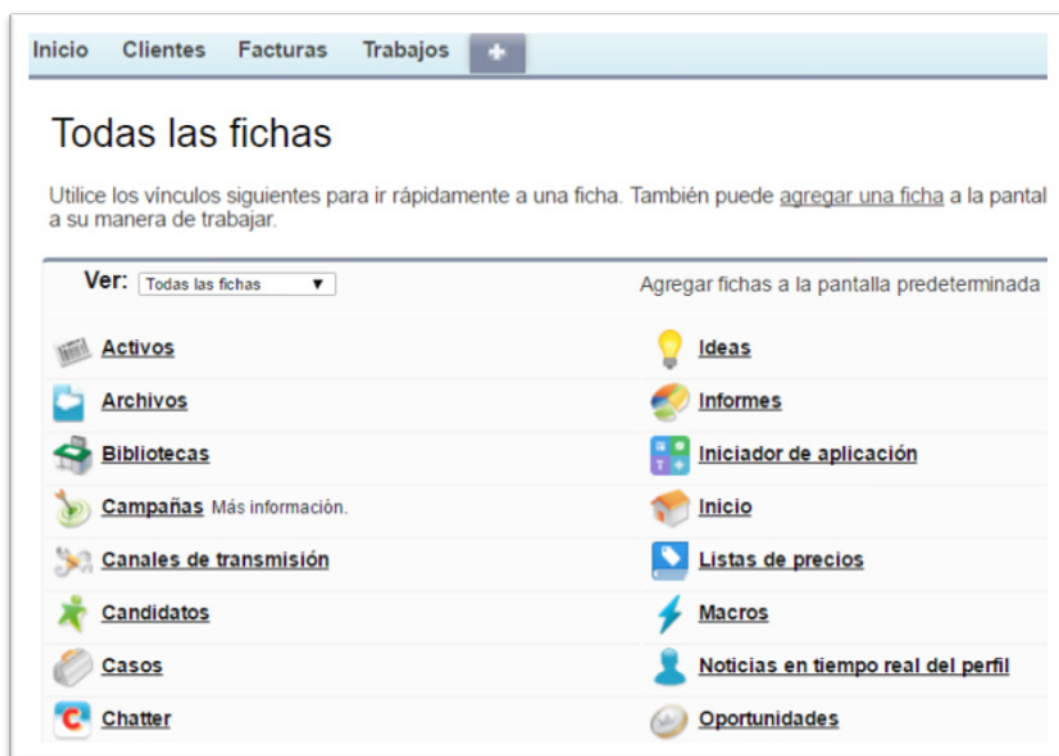 Inicio Clientes Facturas Trabajos +
Todas las fichas
Utilice los vínculos siguientes para ir rápidamente a una ficha. También puede agregar una ficha a la pantal
a su manera de trabajar.
Ver: Todas las fichas Agregar fichas a la pantalla predeterminada
Activos Ideas
Archivos Informes
Bibliotecas Iniciador de aplicación
Campañas Más información. Inicio
Canales de transmisión Listas de precios
Candidatos Macros
Casos Noticias en tiempo real del perfil
Chatter Oportunidades